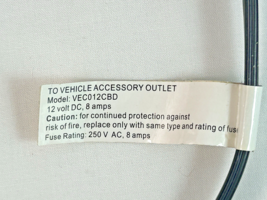 TO VEHICLE ACCESSORY OUTLET
Model: VEC012CBD
12 volt DC, 8 amps
Caution: for continued protection against
risk of fire, replace only with same type and rating of fuse
Fuse Rating: 250 V AC, 8 amps